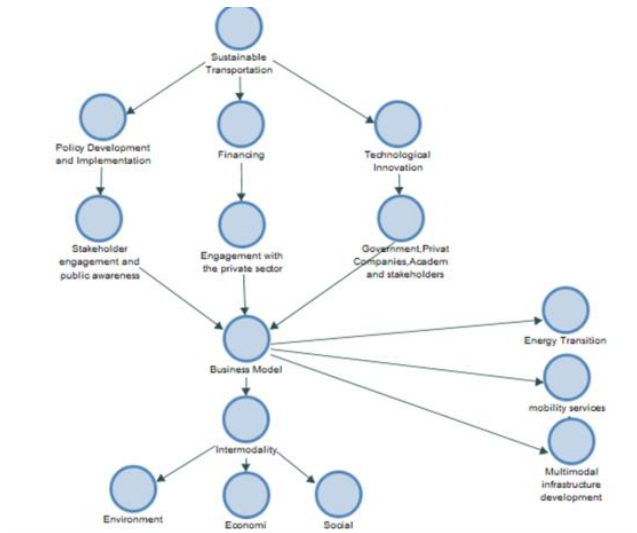 Sustainable
Transportation
Policy Development
and Implementation
Financing
Technological
Innovation
Stakeholder
engagement and
public awareness
Engagement with
the private sector
Government,Privat
Companies,Academ
and stakeholders
Energy Transition
Business Model
mobility services
Intermodality
Multimodal
infrastructure
development
Environment
Economi
Social